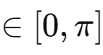 ∈ [0, π]